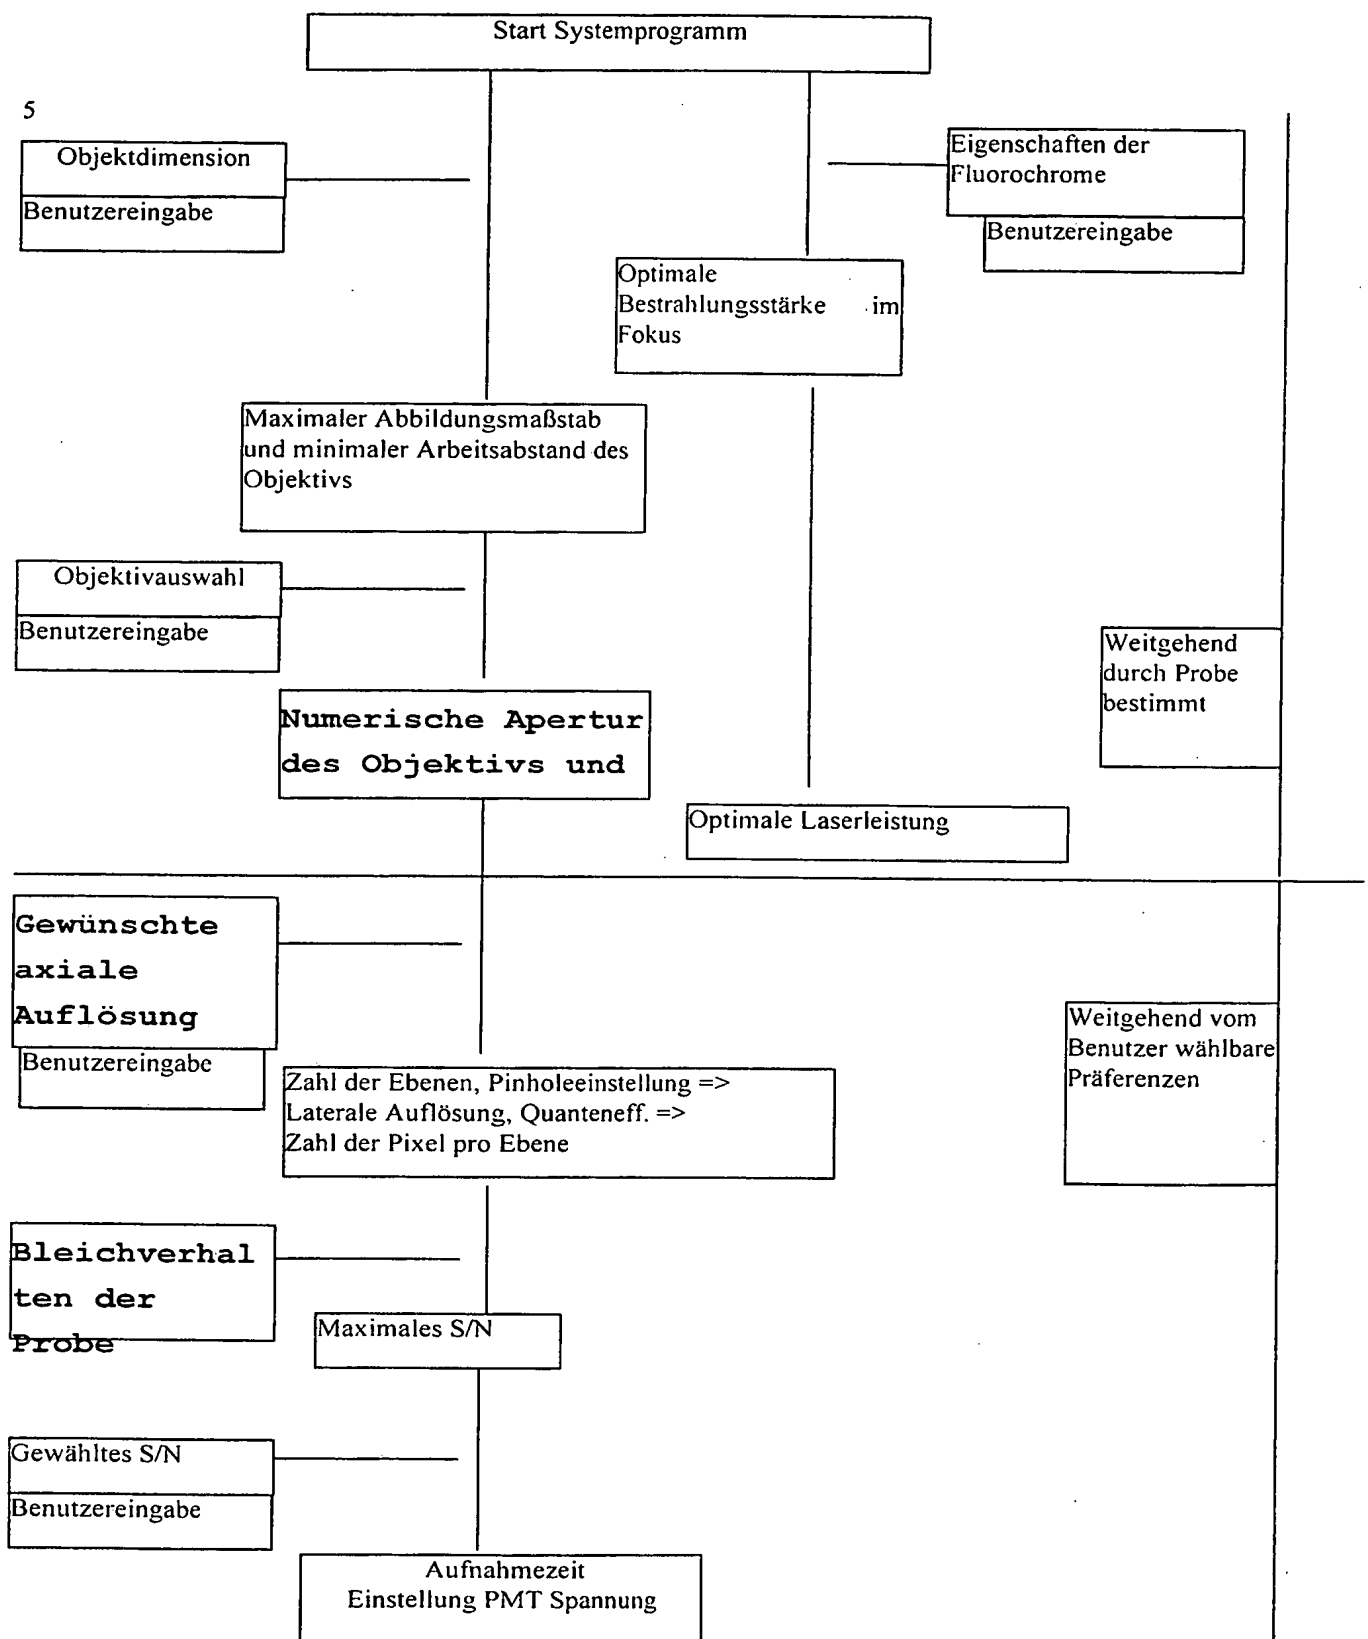 Start Systemprogramm
5
Objektdimension
Benutzereingabe
Eigenschaften der
Fluorochrome
Benutzereingabe
Optimale
Bestrahlungsstärke im
Fokus
Maximaler Abbildungsmaßstab
und minimaler Arbeitsabstand des
Objektivs
Objektivauswahl
Benutzereingabe
Weitgehend
durch Probe
bestimmt
Numerische Apertur
des Objektivs und
Optimale Laserleistung
Gewünschte
axiale
Auflösung
Benutzereingabe
Weitgehend vom
Benutzer wählbare
Präferenzen
Zahl der Ebenen, Pinholeeinstellung =>
Laterale Auflösung, Quanteneff. =>
Zahl der Pixel pro Ebene
Bleichverhal
ten der
Probe
Maximales S/N
Gewähltes S/N
Benutzereingabe
Aufnahmezeit
Einstellung PMT Spannung